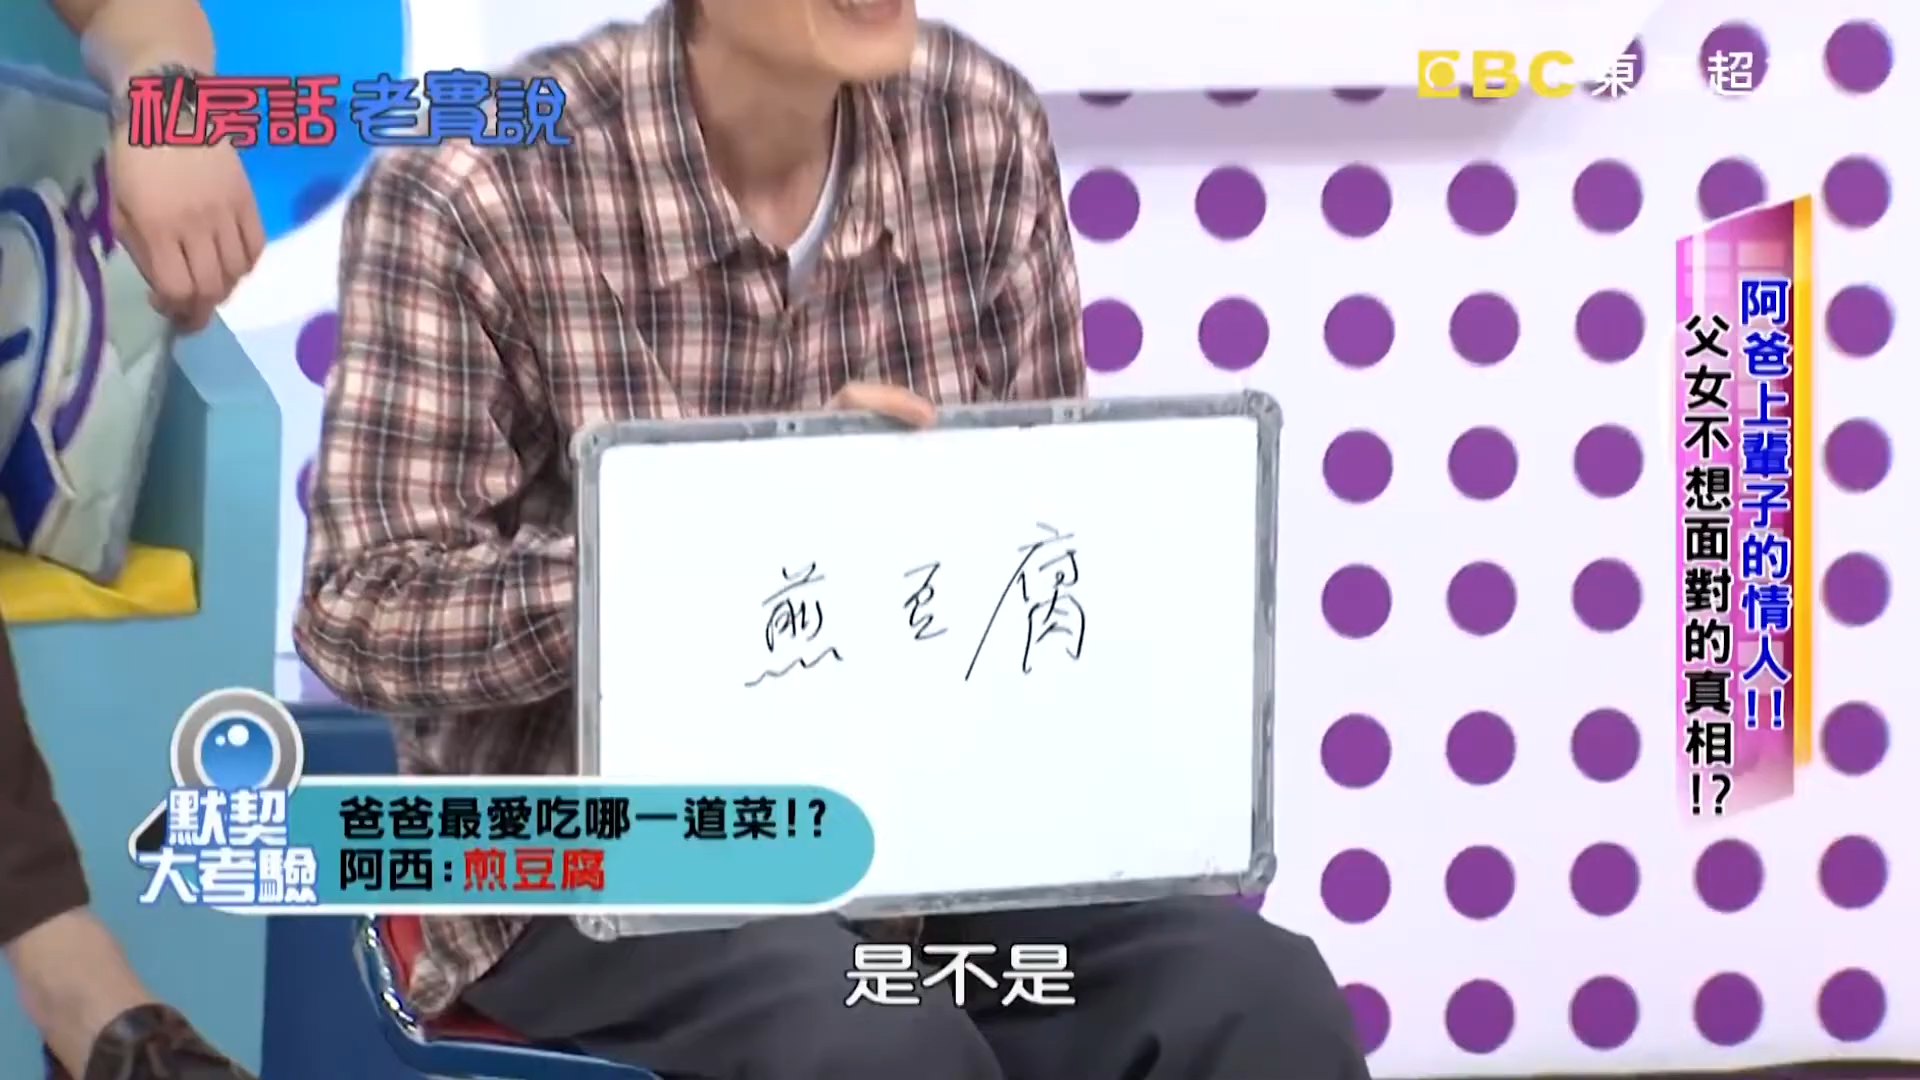 私房話 老實說
EBC 東 超
阿爸上輩子的情人!!
父女不想面對的真相!?
煎豆腐
默契
大考驗
爸爸最愛吃哪一道菜!?
阿西:煎豆腐
是不是